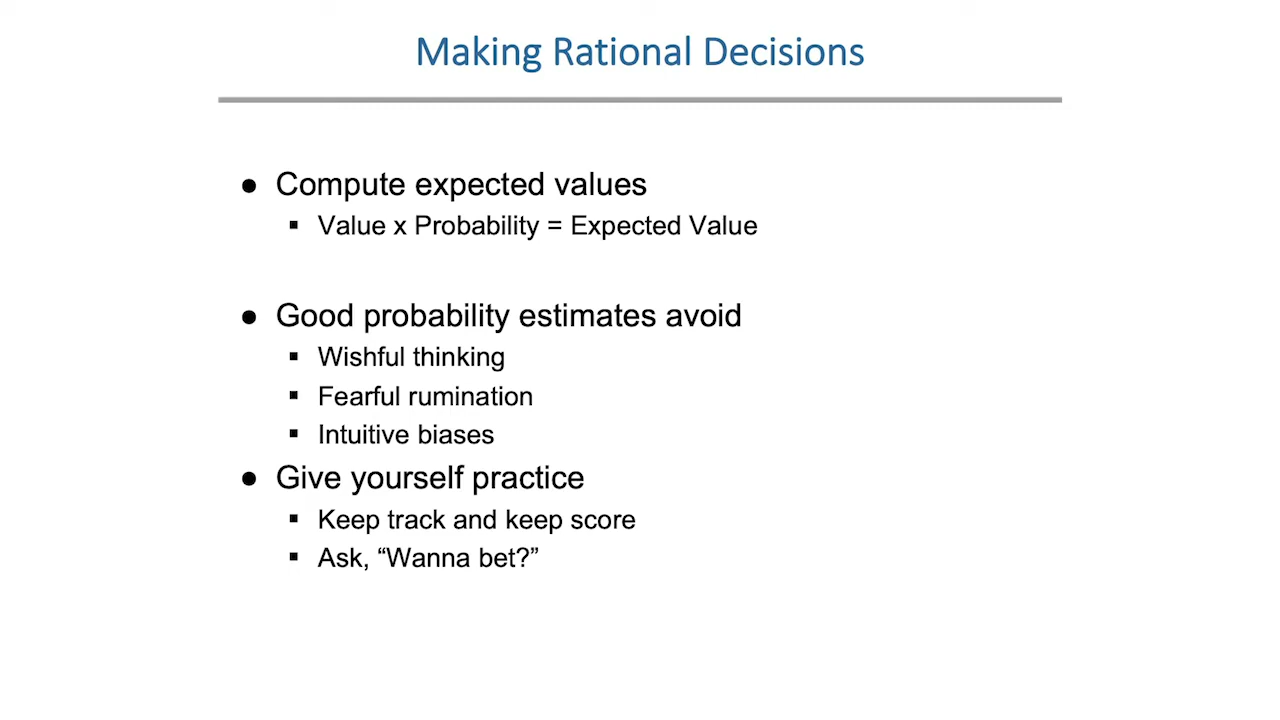 Making Rational Decisions
● Compute expected values
▪ Value x Probability = Expected Value
● Good probability estimates avoid
▪ Wishful thinking
▪ Fearful rumination
▪ Intuitive biases
● Give yourself practice
▪ Keep track and keep score
▪ Ask, “Wanna bet?”